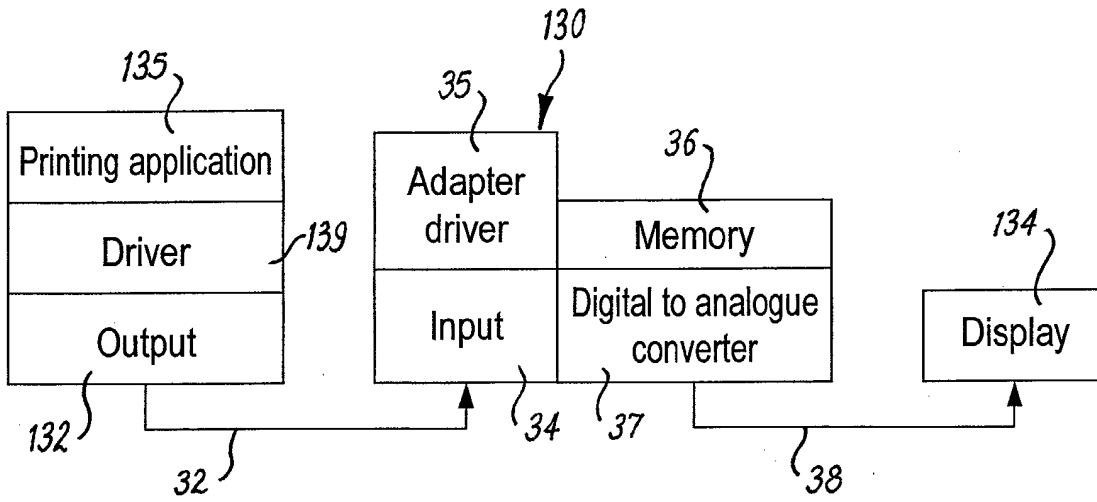 135
Printing application
Driver
139
Output
132
32
130
35
Adapter
driver
Input
34
36
Memory
Digital to analogue
converter
37
38
134
Display